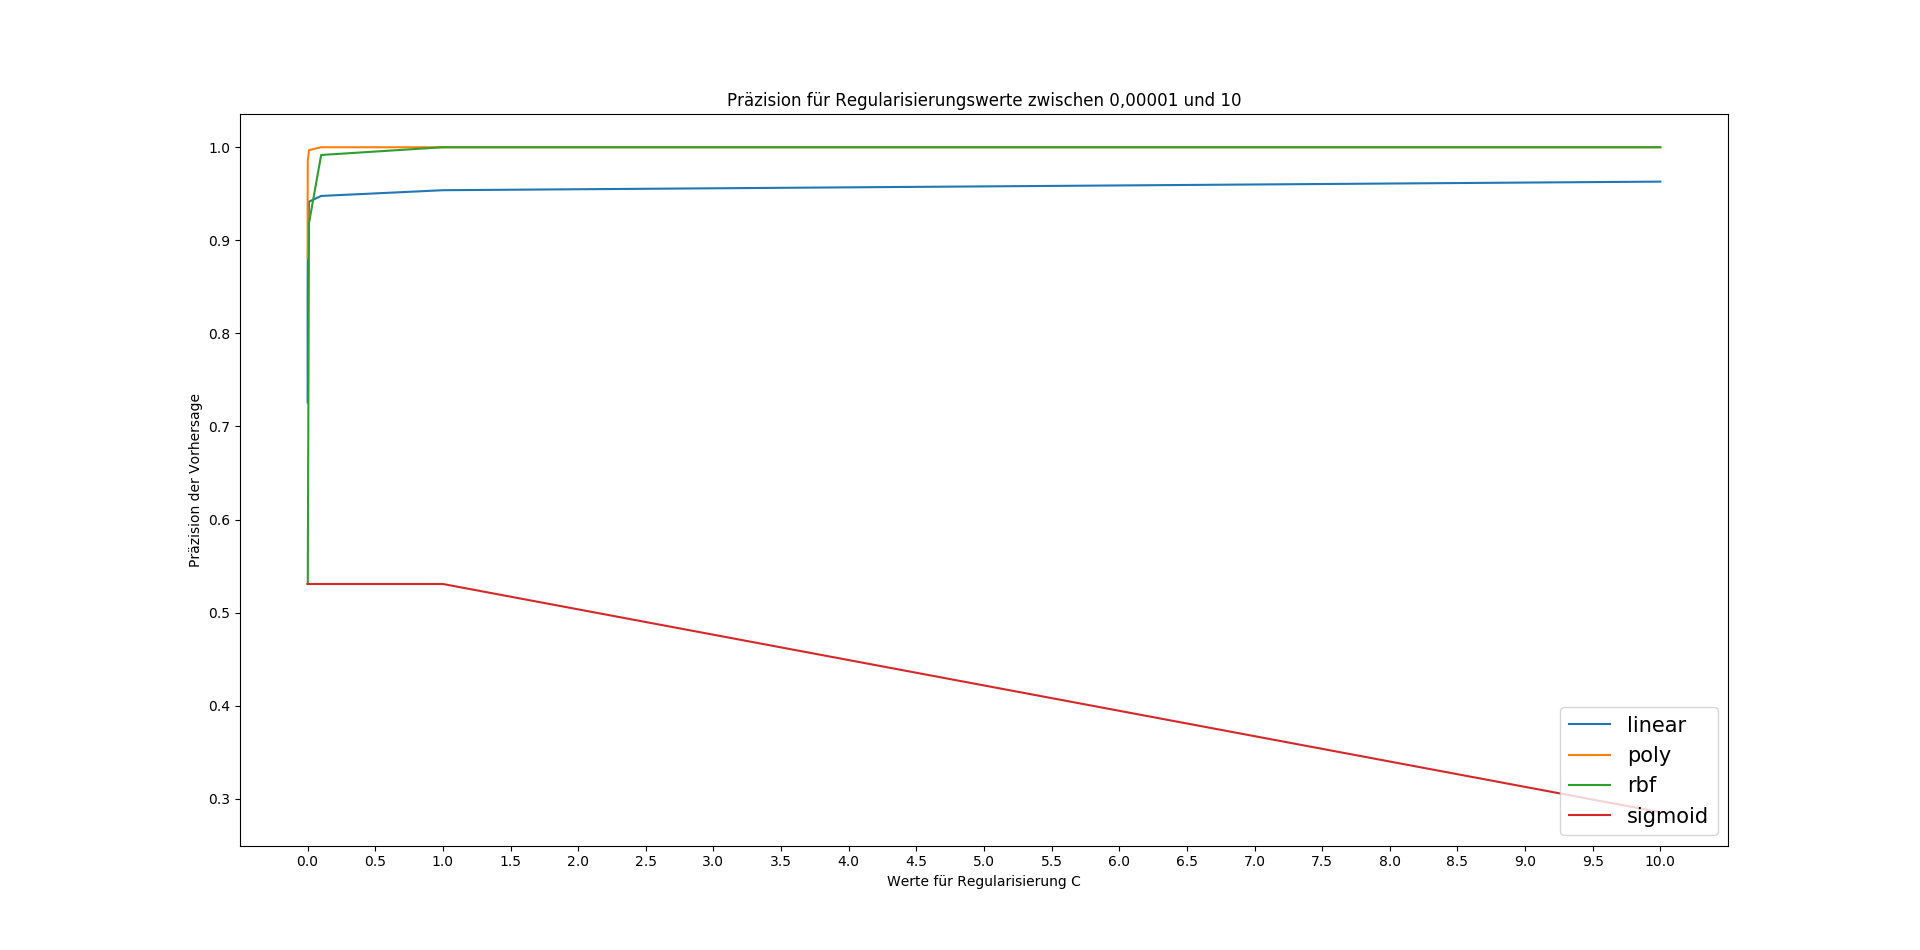 Präzision für Regularisierungswerte zwischen 0,00001 und 10
1.0
0.9
0.8
0.7
0.6
0.5
0.4
0.3
Präzision der Vorhersage
0.0 0.5 1.0 1.5 2.0 2.5 3.0 3.5 4.0 4.5 5.0 5.5 6.0 6.5 7.0 7.5 8.0 8.5 9.0 9.5 10.0
Werte für Regularisierung C
linear
poly
rbf
sigmoid